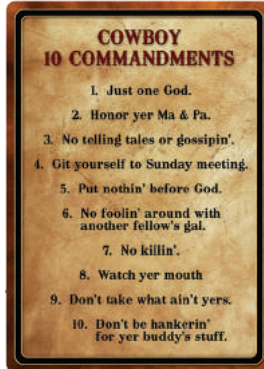 COWBOY
10 COMMANDMENTS
1. Just one God.
2. Honor yer Ma & Pa.
3. No telling tales or gossipin'.
4. Git yourself to Sunday meeting.
5. Put nothin' before God.
6. No foolin' around with
another fellow's gal.
7. No killin'.
8. Watch yer mouth
9. Don't take what ain't yers.
10. Don't be hankerin'
for yer buddy's stuff.